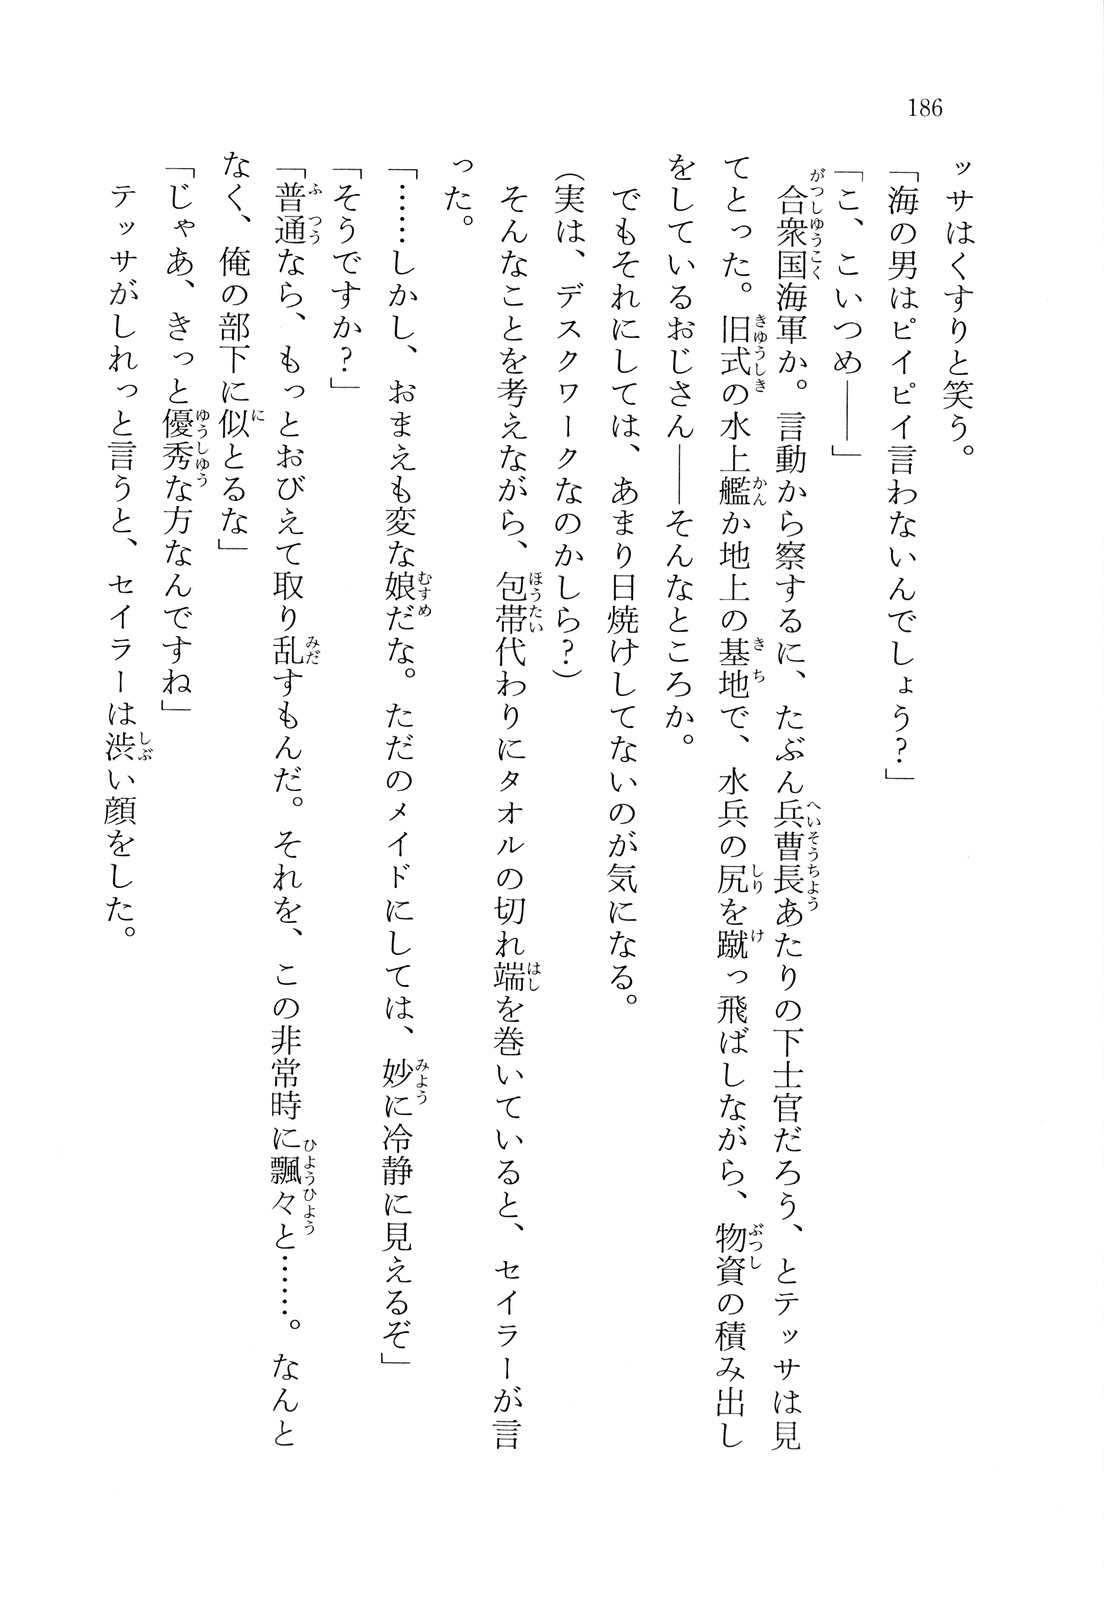 186
ッサはくすりと笑う。
「海の男はピイピイ言わないんでしょう？」
「こ、こいつめ――」
合衆国海軍か。言動から察するに、たぶん兵曹長あたりの下士官だろう、とテッサは見
てとった。旧式の水上艦か地上の基地で、水兵の尻を蹴っ飛ばしながら、物資の積み出し
をしているおじさん――そんなところか。
でもそれにしては、あまり日焼けしてないのが気になる。
（実は、デスクワークなのかしら？）
そんなことを考えながら、包帯代わりにタオルの切れ端を巻いていると、セイラーが言
った。
「……しかし、おまえも変な娘だな。ただのメイドにしては、妙に冷静に見えるぞ」
「そうですか？」
「普通なら、もっとおびえて取り乱すもんだ。それを、この非常時に飄々と……。なんと
なく、俺の部下に似とるな」
「じゃあ、きっと優秀な方なんですね」
テッサがしれっと言うと、セイラーは渋い顔をした。